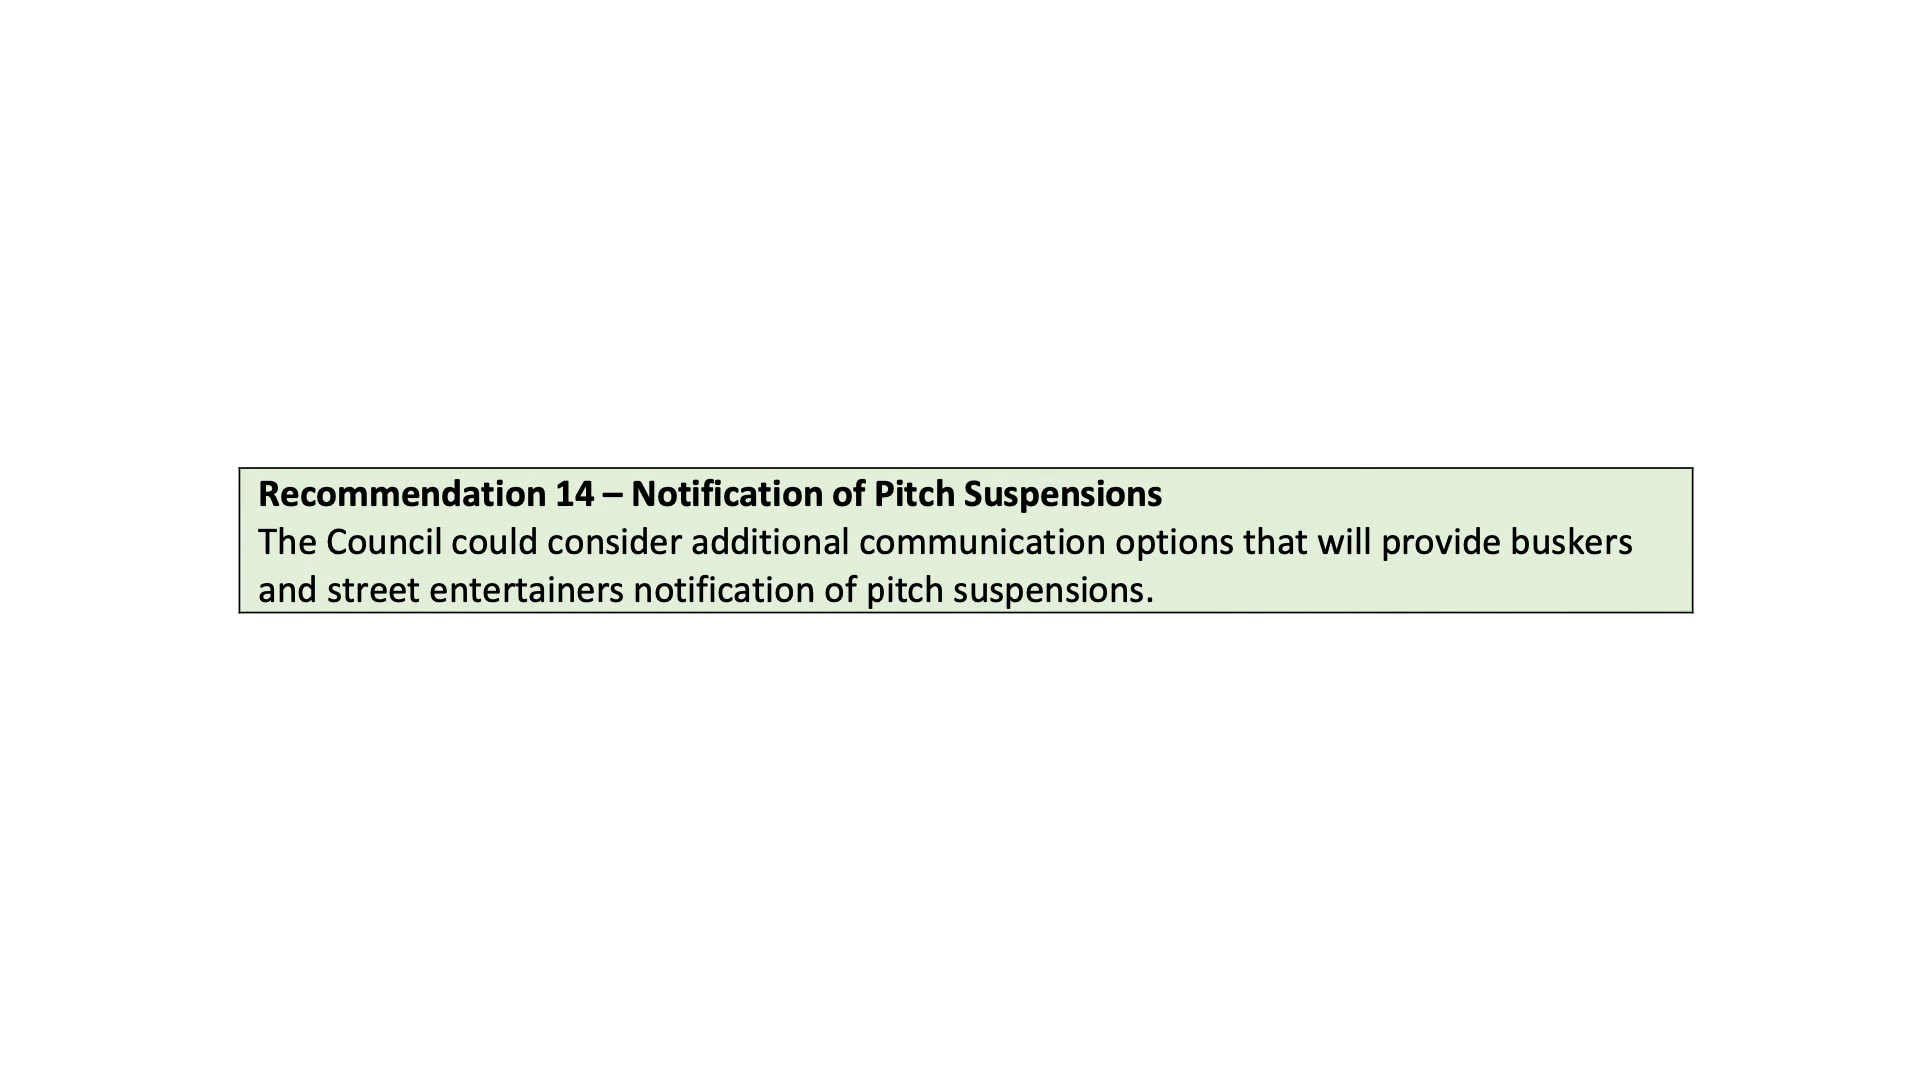 Recommendation 14 – Notification of Pitch Suspensions
The Council could consider additional communication options that will provide buskers
and street entertainers notification of pitch suspensions.